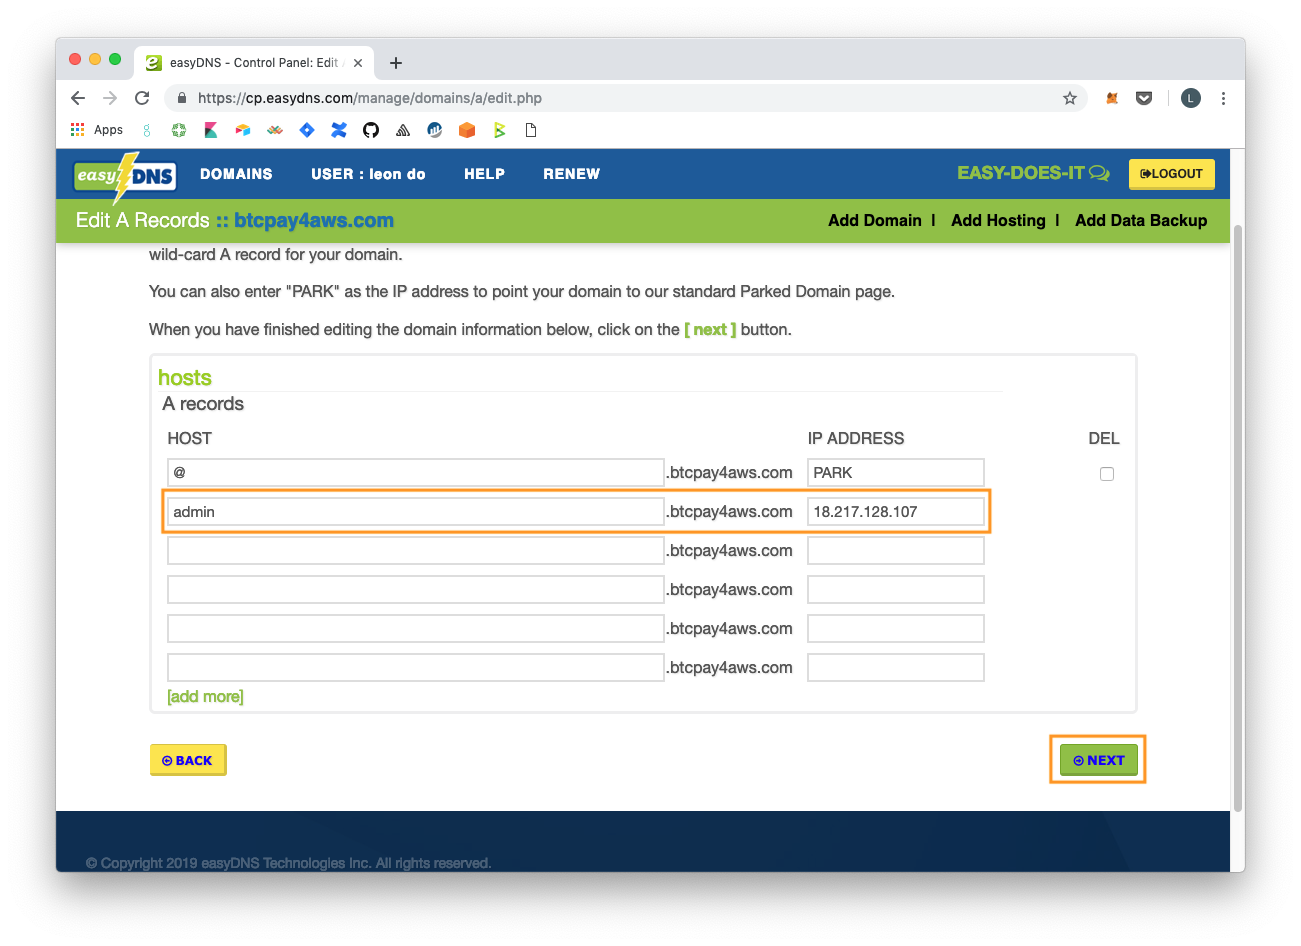 easyDNS - Control Panel: Edit A
https://cp.easydns.com/manage/domains/a/edit.php
L
Apps
easyDNS DOMAINS USER : leon do HELP RENEW EASY-DOES-IT LOGOUT
Edit A Records :: btcpay4aws.com Add Domain | Add Hosting | Add Data Backup
wild-card A record for your domain.
You can also enter "PARK" as the IP address to point your domain to our standard Parked Domain page.
When you have finished editing the domain information below, click on the [ next ] button.
hosts
A records
HOST IP ADDRESS DEL
@ .btcpay4aws.com PARK
admin .btcpay4aws.com 18.217.128.107
.btcpay4aws.com
.btcpay4aws.com
.btcpay4aws.com
.btcpay4aws.com
[add more]
BACK NEXT
© Copyright 2019 easyDNS Technologies Inc. All rights reserved.